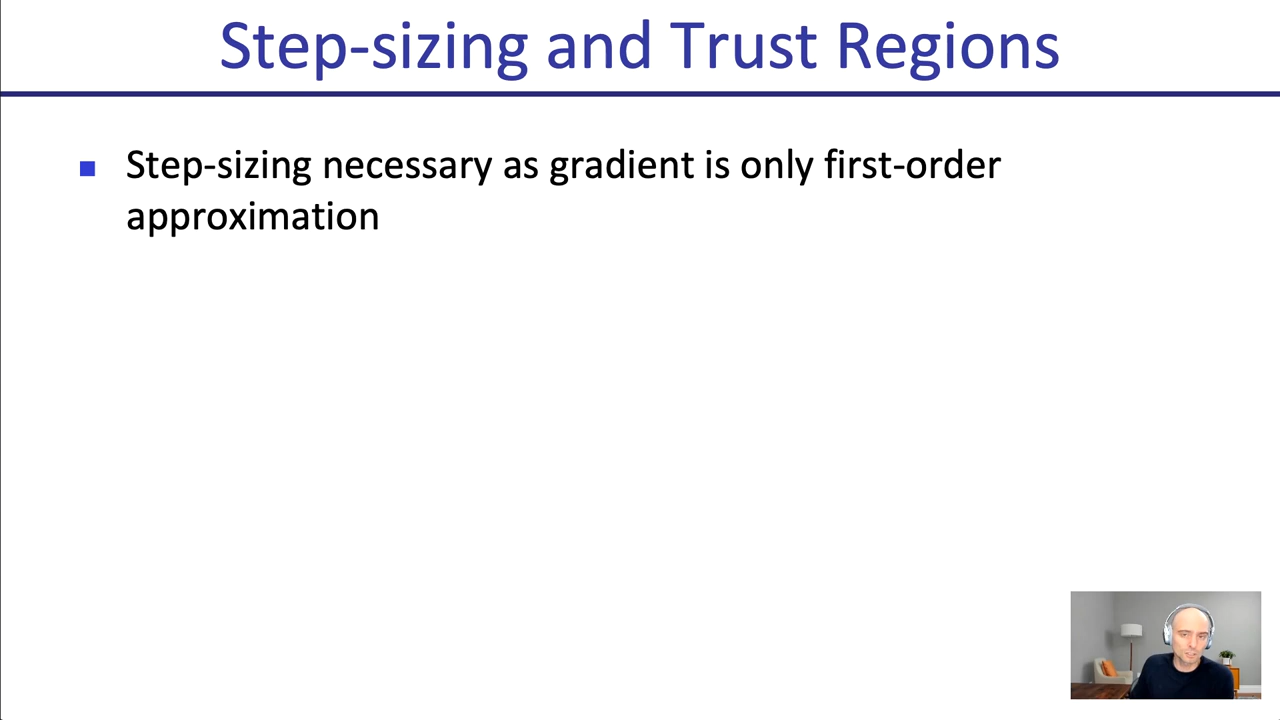 Step-sizing and Trust Regions
Step-sizing necessary as gradient is only first-order
approximation